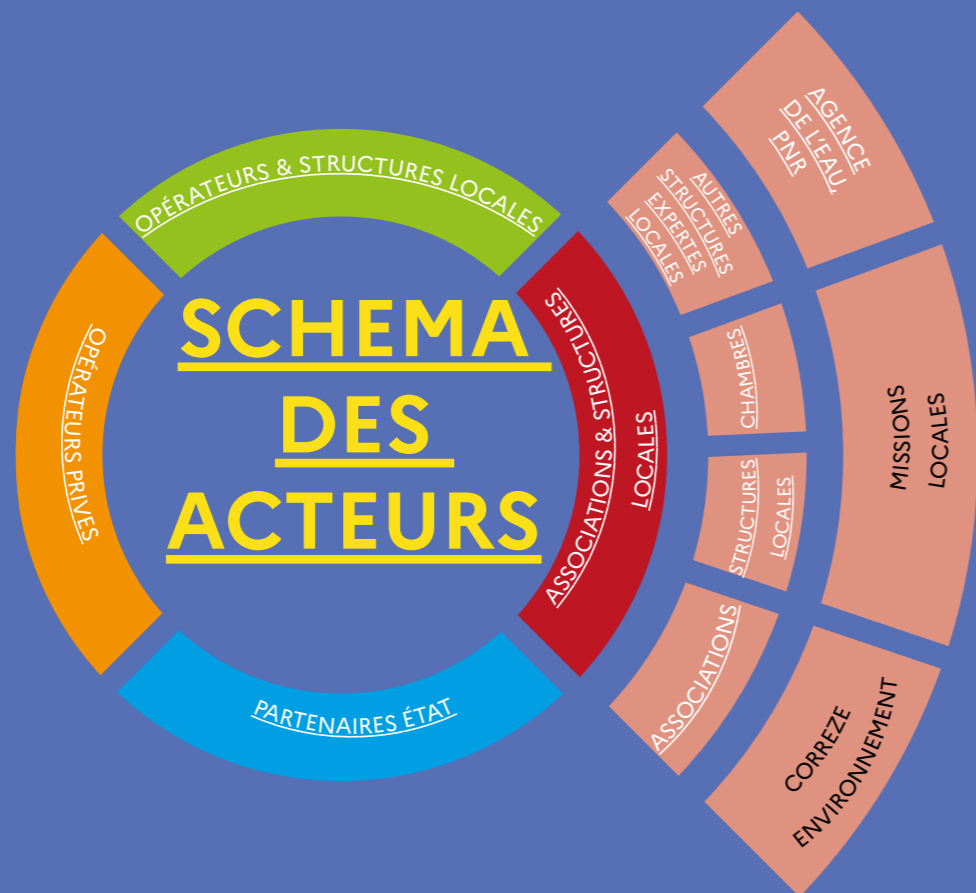 SCHEMA
DES
ACTEURS
OPÉRATEURS & STRUCTURES LOCALES
OPÉRATEURS PRIVES
PARTENAIRES ÉTAT
ASSOCIATIONS & STRUCTURES
LOCALES
AUTRES
STRUCTURES
EXPERTES
LOCALES
CHAMBRES
STRUCTURES
LOCALES
ASSOCIATIONS
AGENCE
DE L'EAU,
PNR
MISSIONS
LOCALES
CORREZE
ENVIRONNEMENT